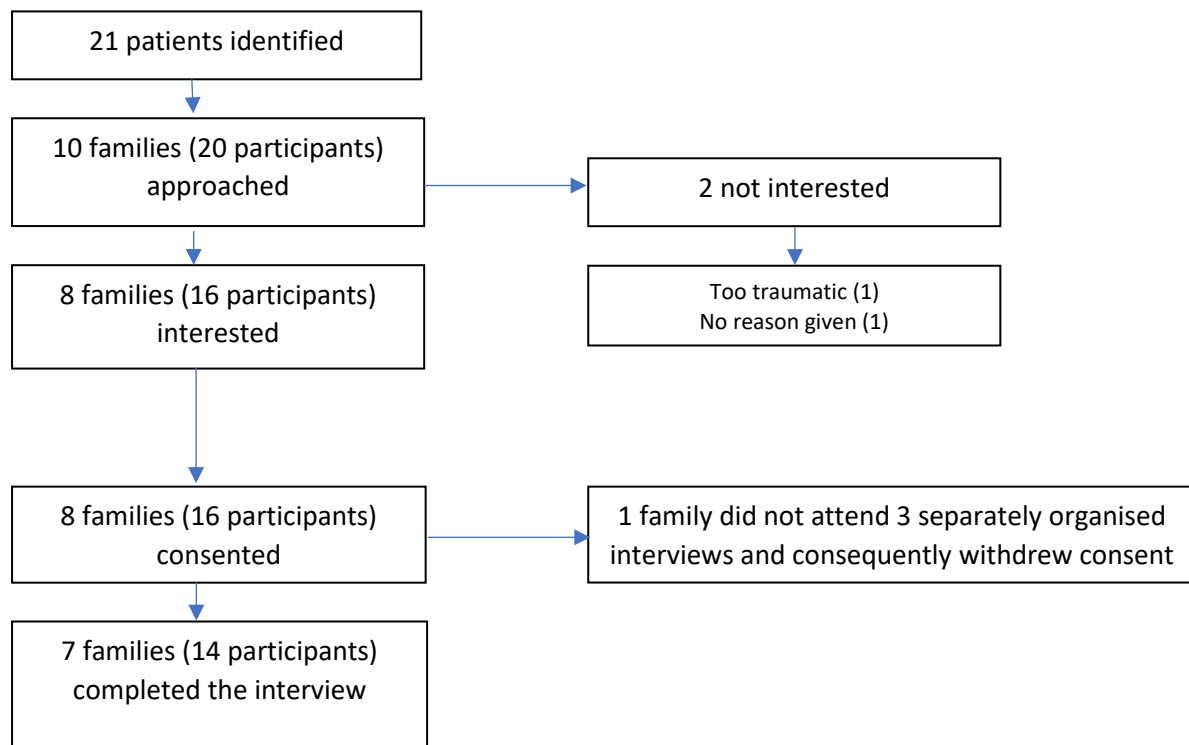 21 patients identified
10 families (20 participants)
approached
2 not interested
8 families (16 participants)
interested
Too traumatic (1)
No reason given (1)
8 families (16 participants)
consented
1 family did not attend 3 separately organised
interviews and consequently withdrew consent
7 families (14 participants)
completed the interview